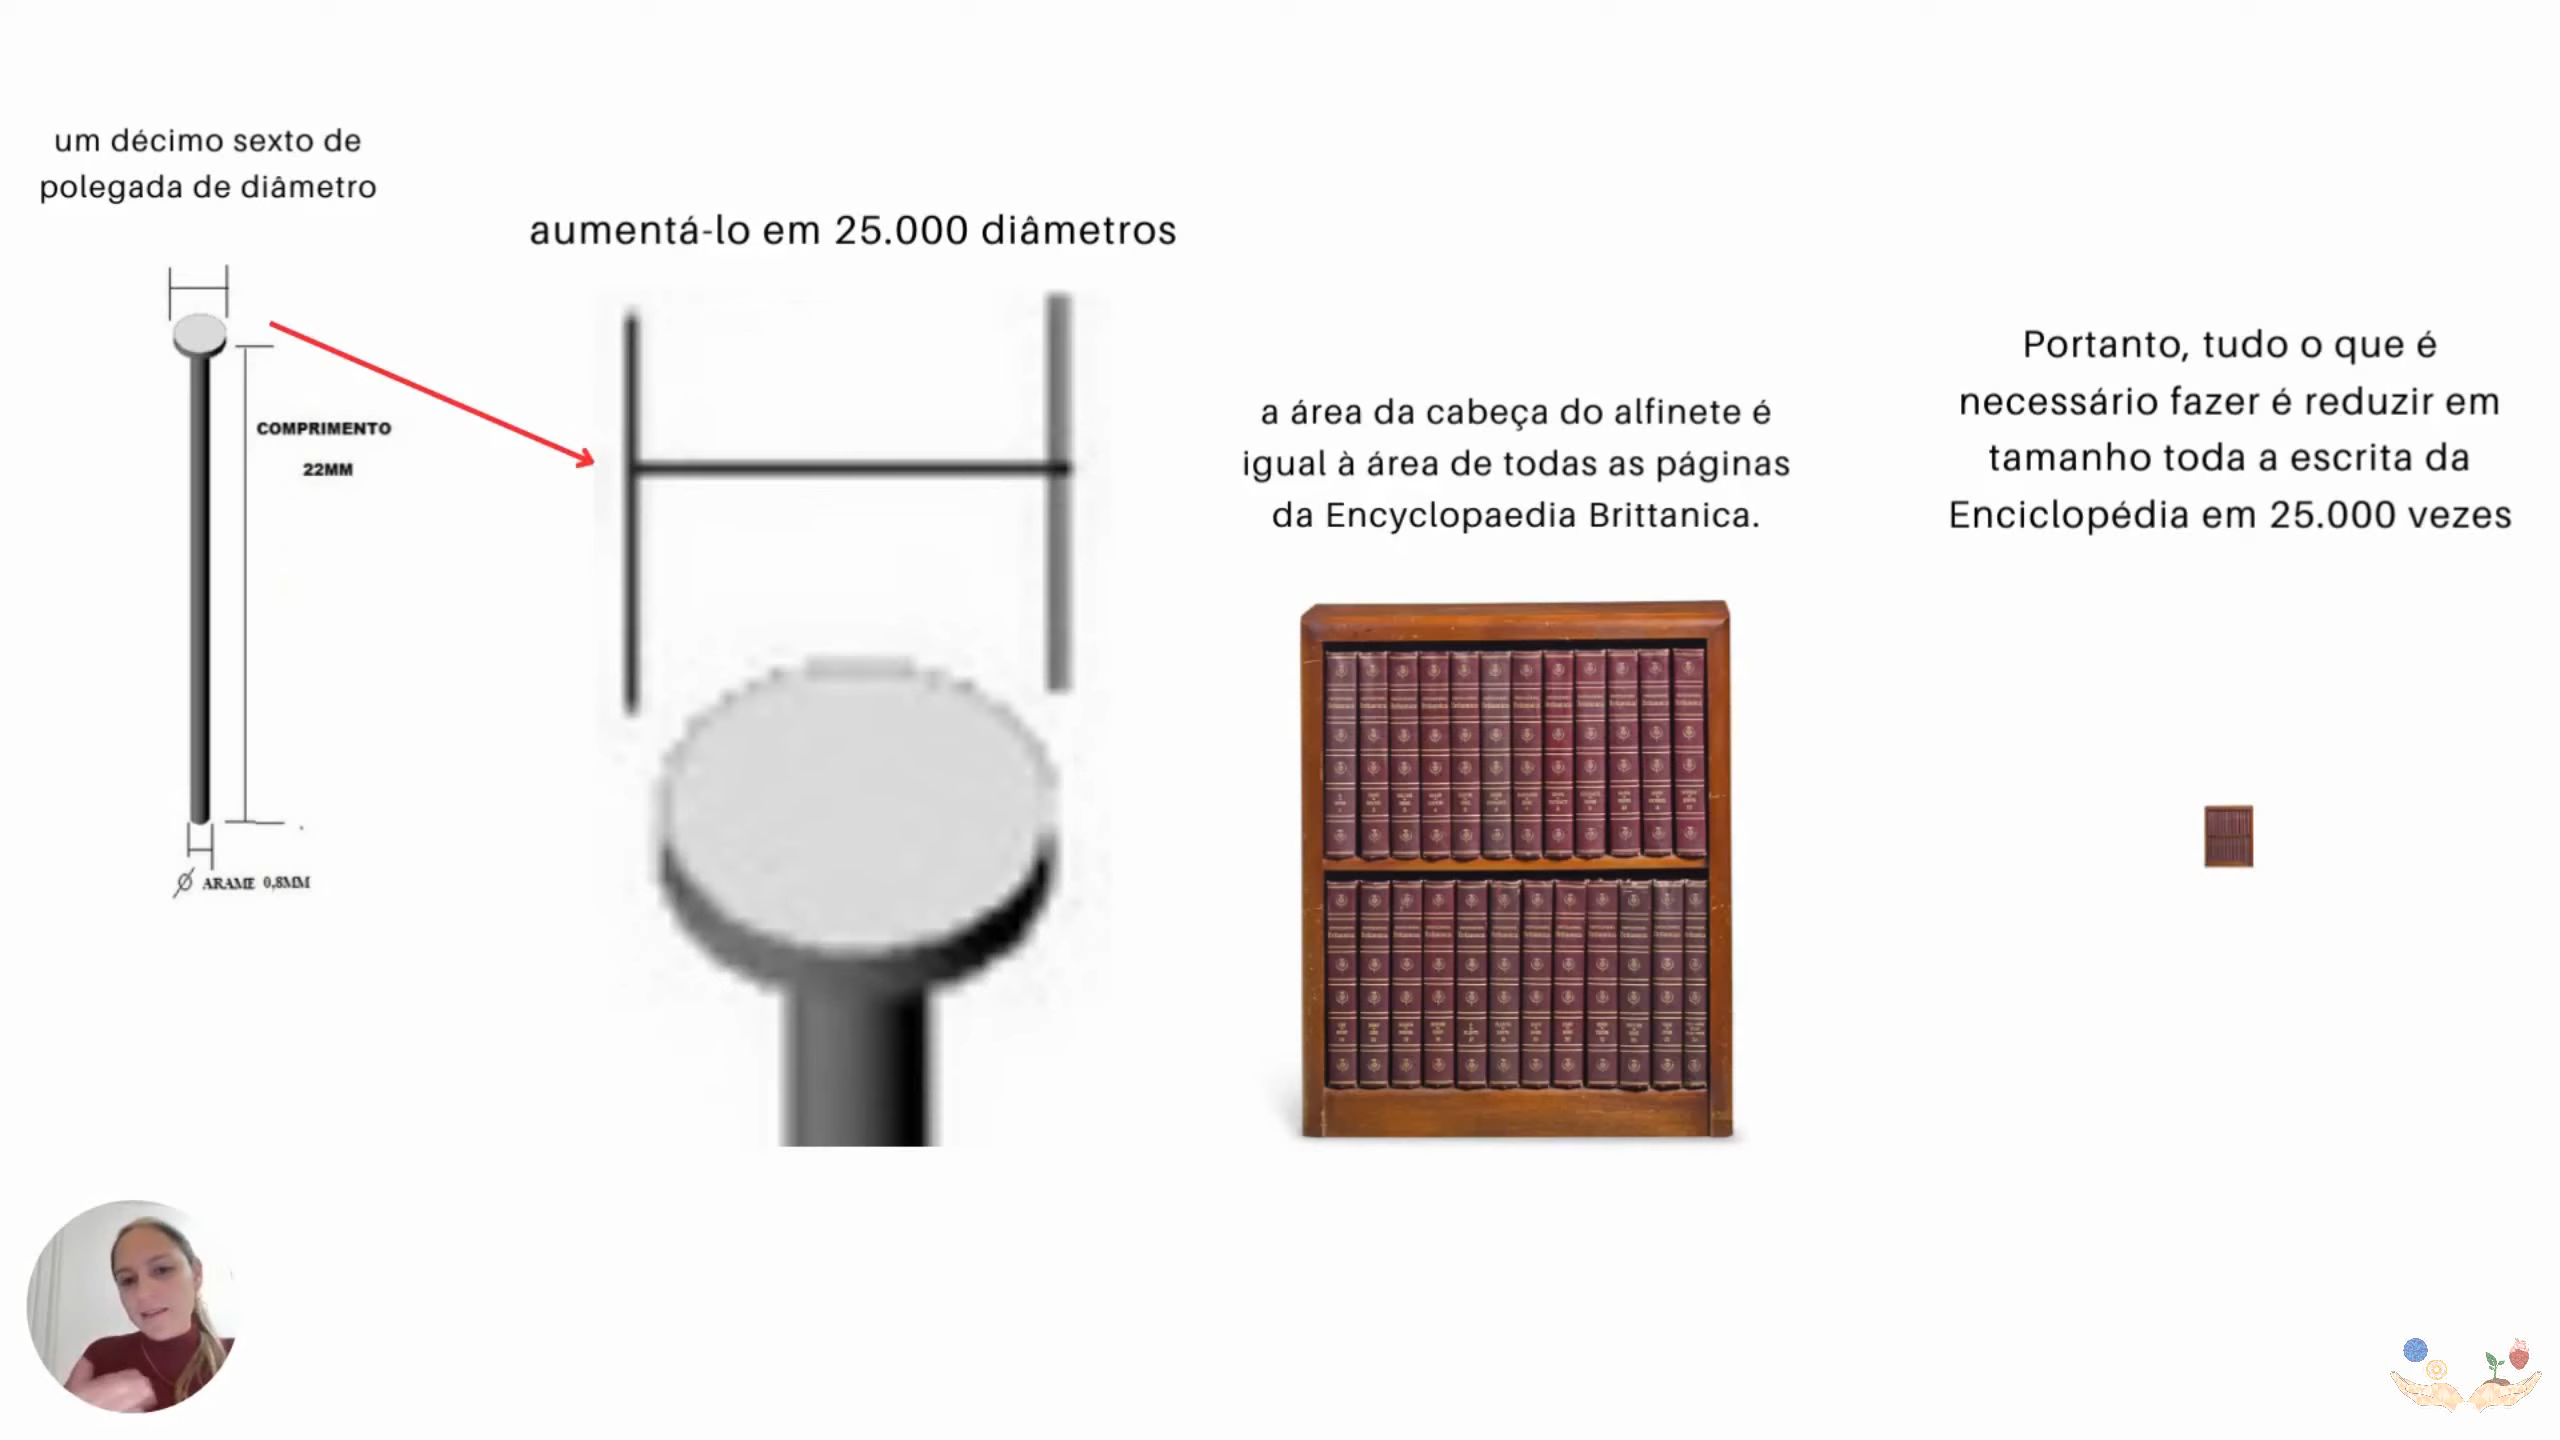 um décimo sexto de
polegada de diâmetro
COMPRIMENTO
22MM
Ø ARAME 0,8MM
aumentá-lo em 25.000 diâmetros
a área da cabeça do alfinete é
igual à área de todas as páginas
da Encyclopaedia Brittanica.
Portanto, tudo o que é
necessário fazer é reduzir em
tamanho toda a escrita da
Enciclopédia em 25.000 vezes